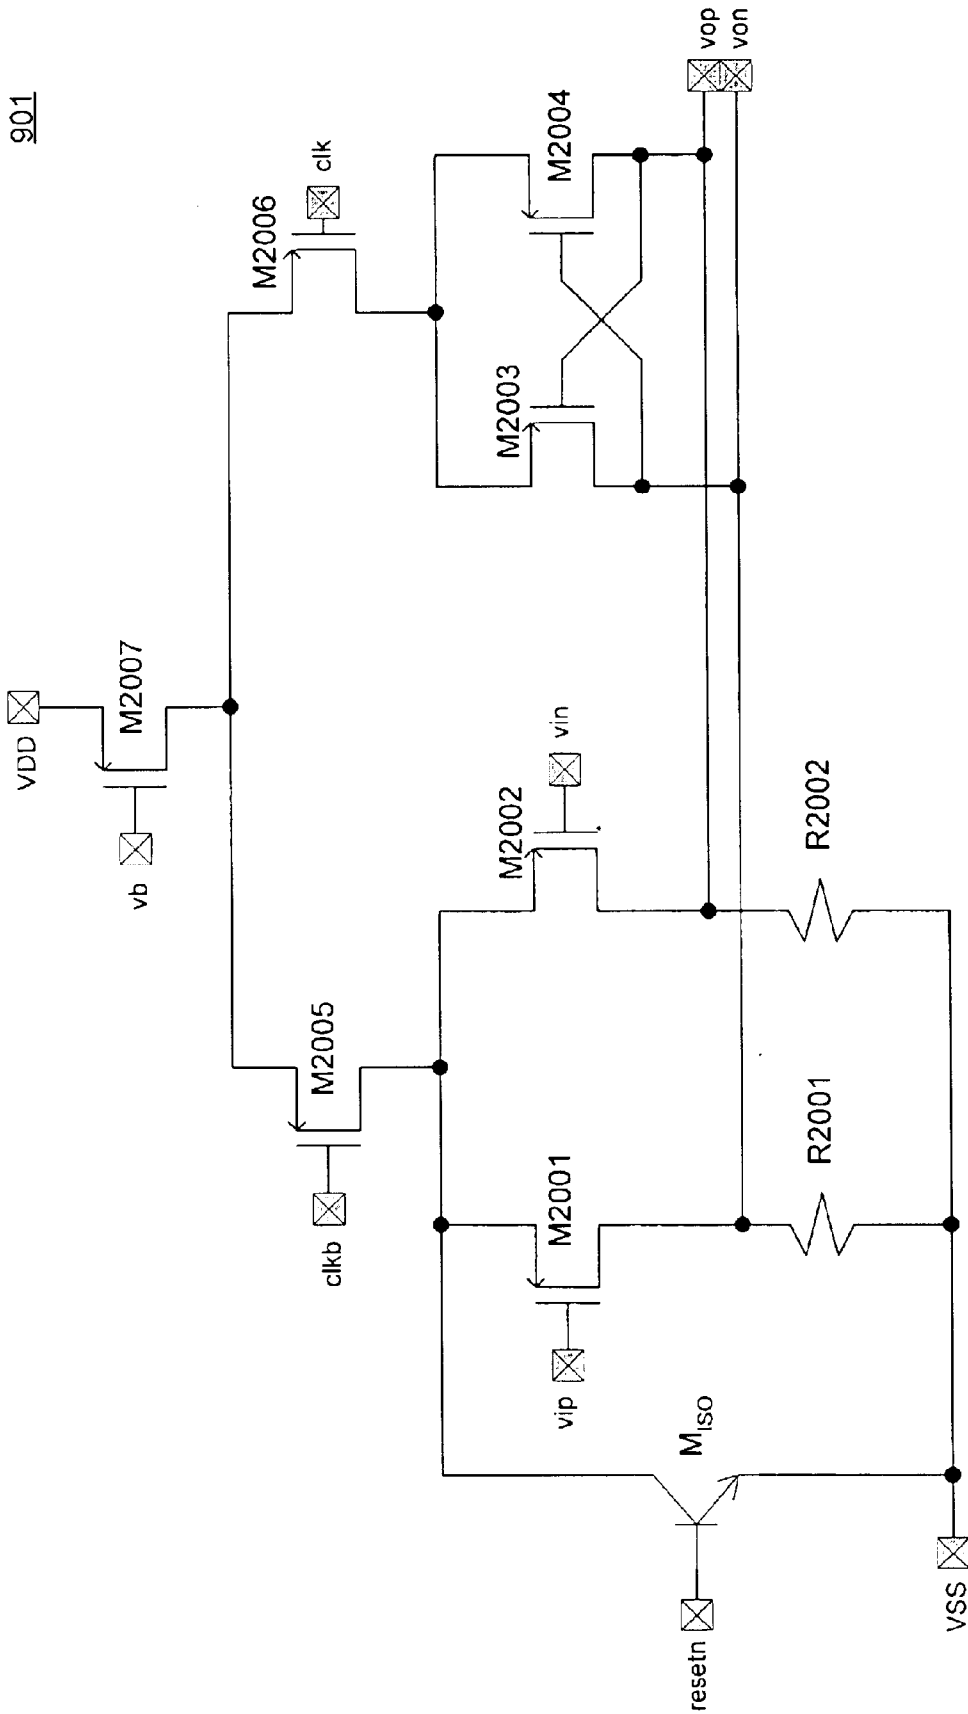 901
VDD
vb
M2007
M2005
clkb
M2006
clk
M2001
vip
M2002
vin
M2003
M2004
vop
von
R2001
R2002
MISO
resetn
VSS